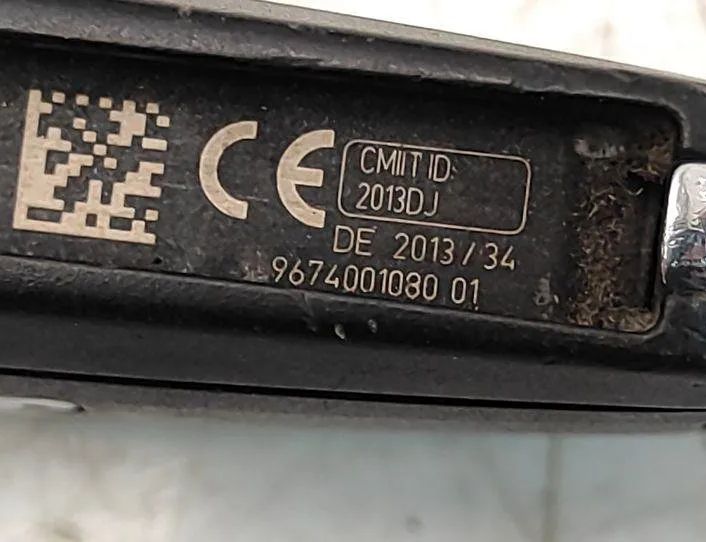 CE
CMIIT ID:
2013DJ
DE 2013/34
9674001080 01